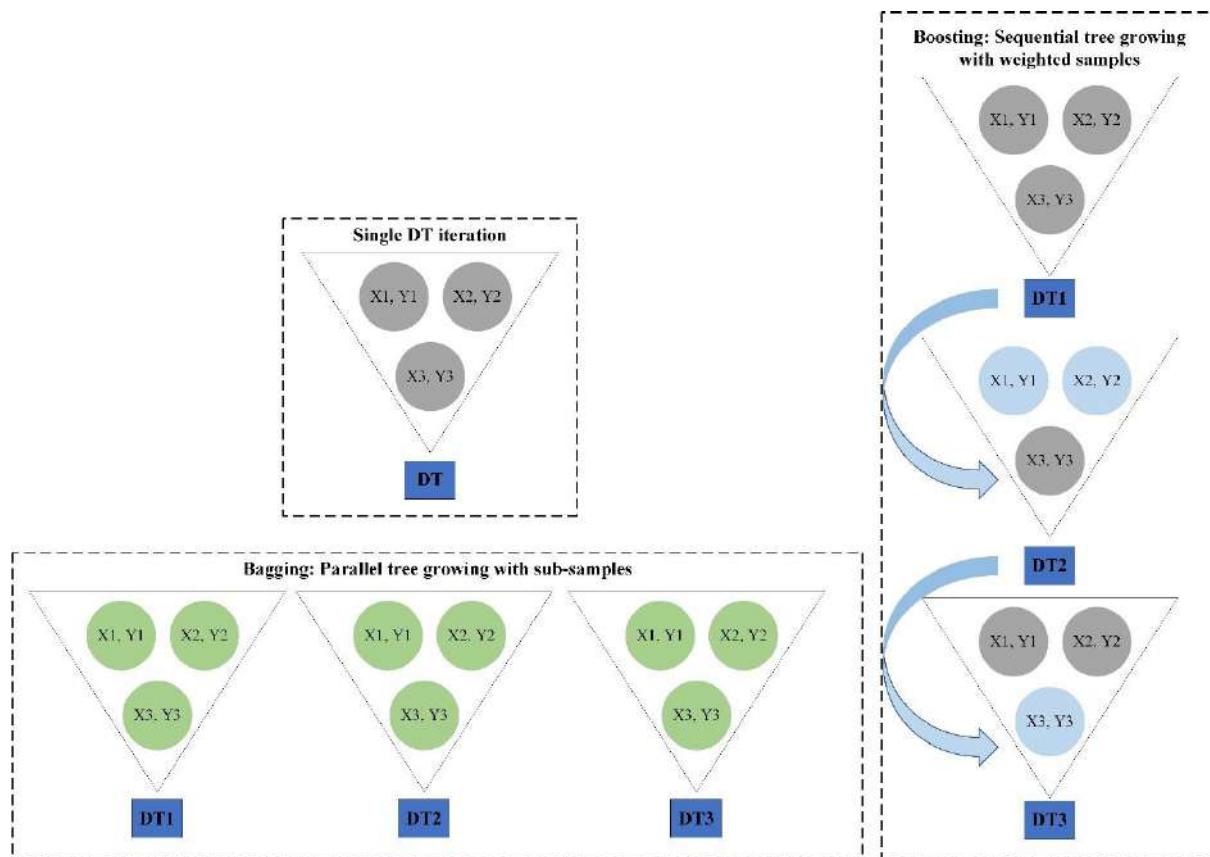 Boosting: Sequential tree growing
with weighted samples
X1, Y1 X2, Y2
X3, Y3
DT1
X1, Y1 X2, Y2
X3, Y3
DT2
X1, Y1 X2, Y2
X3, Y3
DT3
Single DT iteration
X1, Y1 X2, Y2
X3, Y3
DT
Bagging: Parallel tree growing with sub-samples
X1, Y1 X2, Y2 X1, Y1 X2, Y2 X1, Y1 X2, Y2
X3, Y3 X3, Y3 X3, Y3
DT1 DT2 DT3